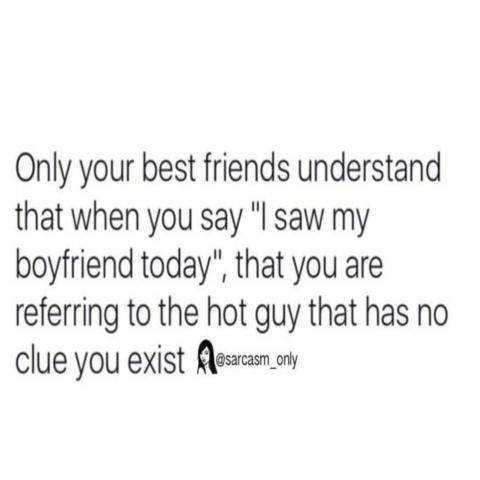 Only your best friends understand
that when you say "I saw my
boyfriend today", that you are
referring to the hot guy that has no
clue you exist @sarcasm_only